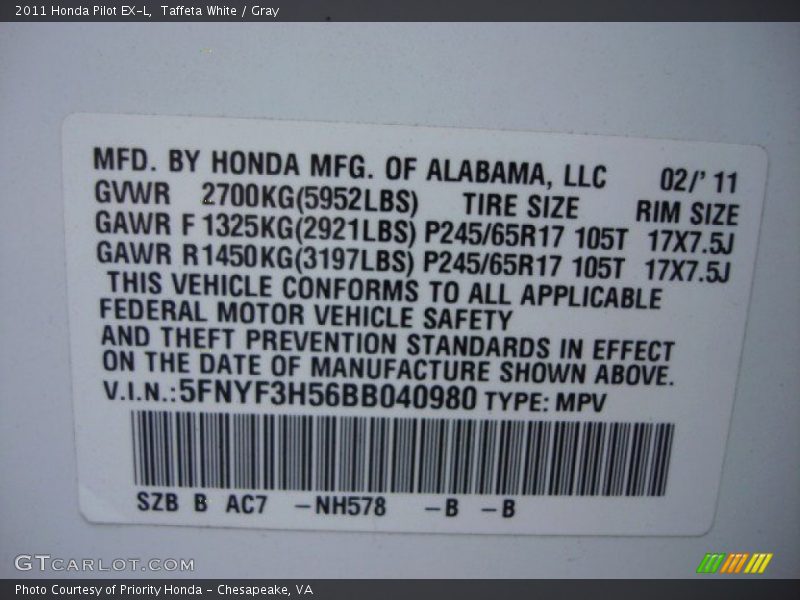 2011 Honda Pilot EX-L, Taffeta White / Gray
MFD. BY HONDA MFG. OF ALABAMA, LLC 02/' 11
GVWR 2700KG(5952LBS) TIRE SIZE RIM SIZE
GAWR F 1325KG(2921LBS) P245/65R17 105T 17X7.5J
GAWR R 1450KG(3197LBS) P245/65R17 105T 17X7.5J
THIS VEHICLE CONFORMS TO ALL APPLICABLE
FEDERAL MOTOR VEHICLE SAFETY
AND THEFT PREVENTION STANDARDS IN EFFECT
ON THE DATE OF MANUFACTURE SHOWN ABOVE.
V.I.N.:5FNYF3H56BB040980 TYPE: MPV
SZB B AC7 -NH578 -B -B
GTCARLOT.COM
Photo Courtesy of Priority Honda - Chesapeake, VA